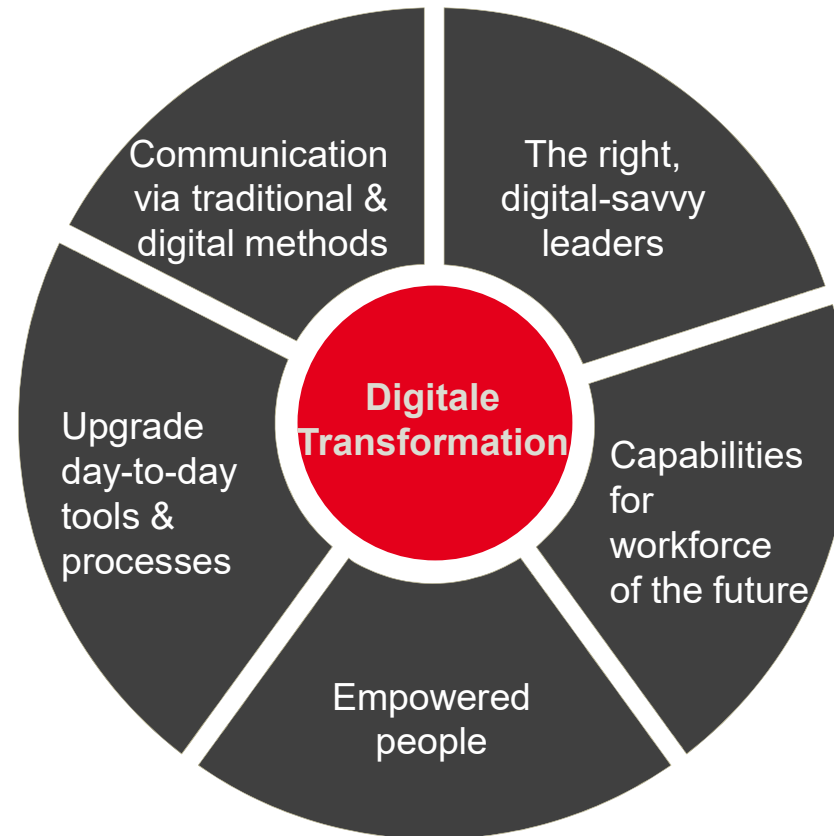 Communication
via traditional &
digital methods
The right,
digital-savvy
leaders
Digitale
Transformation
Upgrade
day-to-day
tools &
processes
Capabilities
for
workforce
of the future
Empowered
people